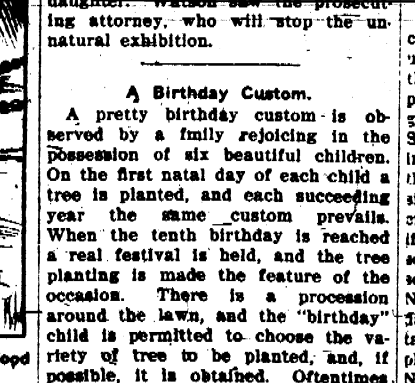 daughter. Watson saw the prosecut-
ing attorney, who will stop the un-
natural exhibition.
A Birthday Custom.
A pretty birthday custom is ob-
served by a fmily rejoicing in the
possession of six beautiful children.
On the first natal day of each child a
tree is planted, and each succeeding
year the same custom prevails.
When the tenth birthday is reached
a real festival is held, and the tree
planting is made the feature of the
occasion. There is a procession
around the lawn, and the "birthday"
child is permitted to choose the va-
riety of tree to be planted, and, if
possible, it is obtained. Oftentimes